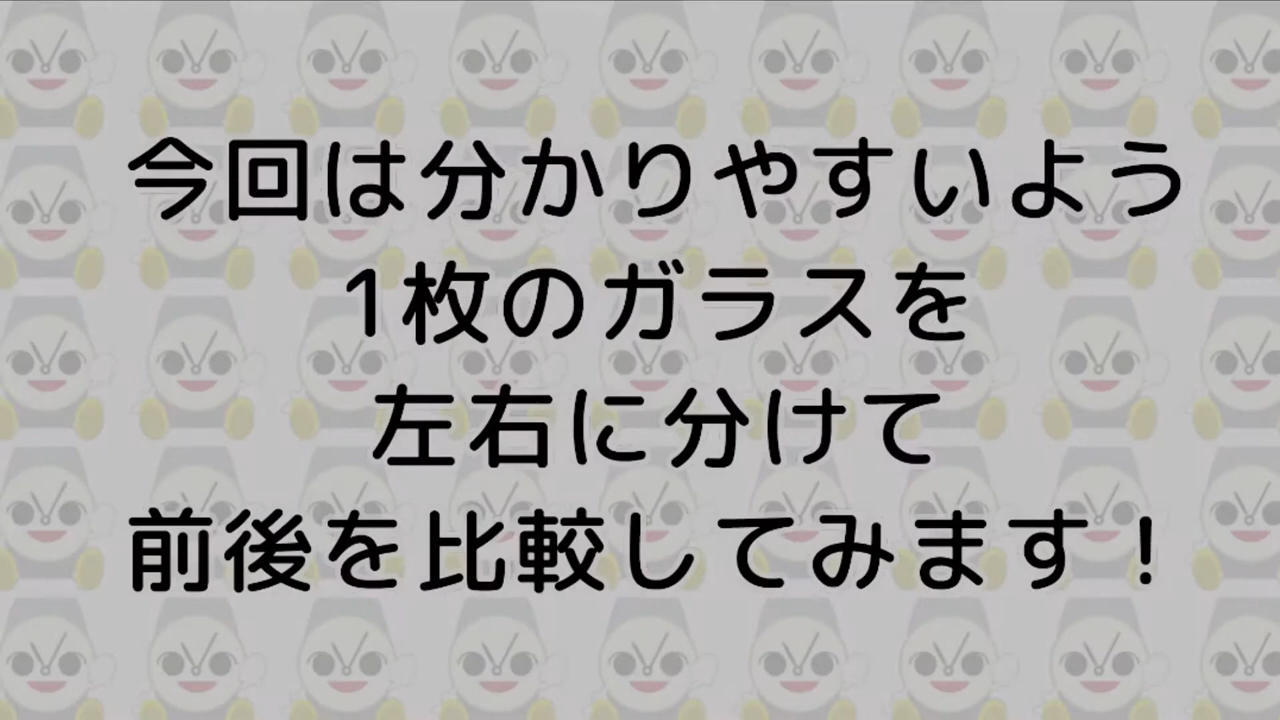 今回は分かりやすいよう
1枚のガラスを
左右に分けて
前後を比較してみます！